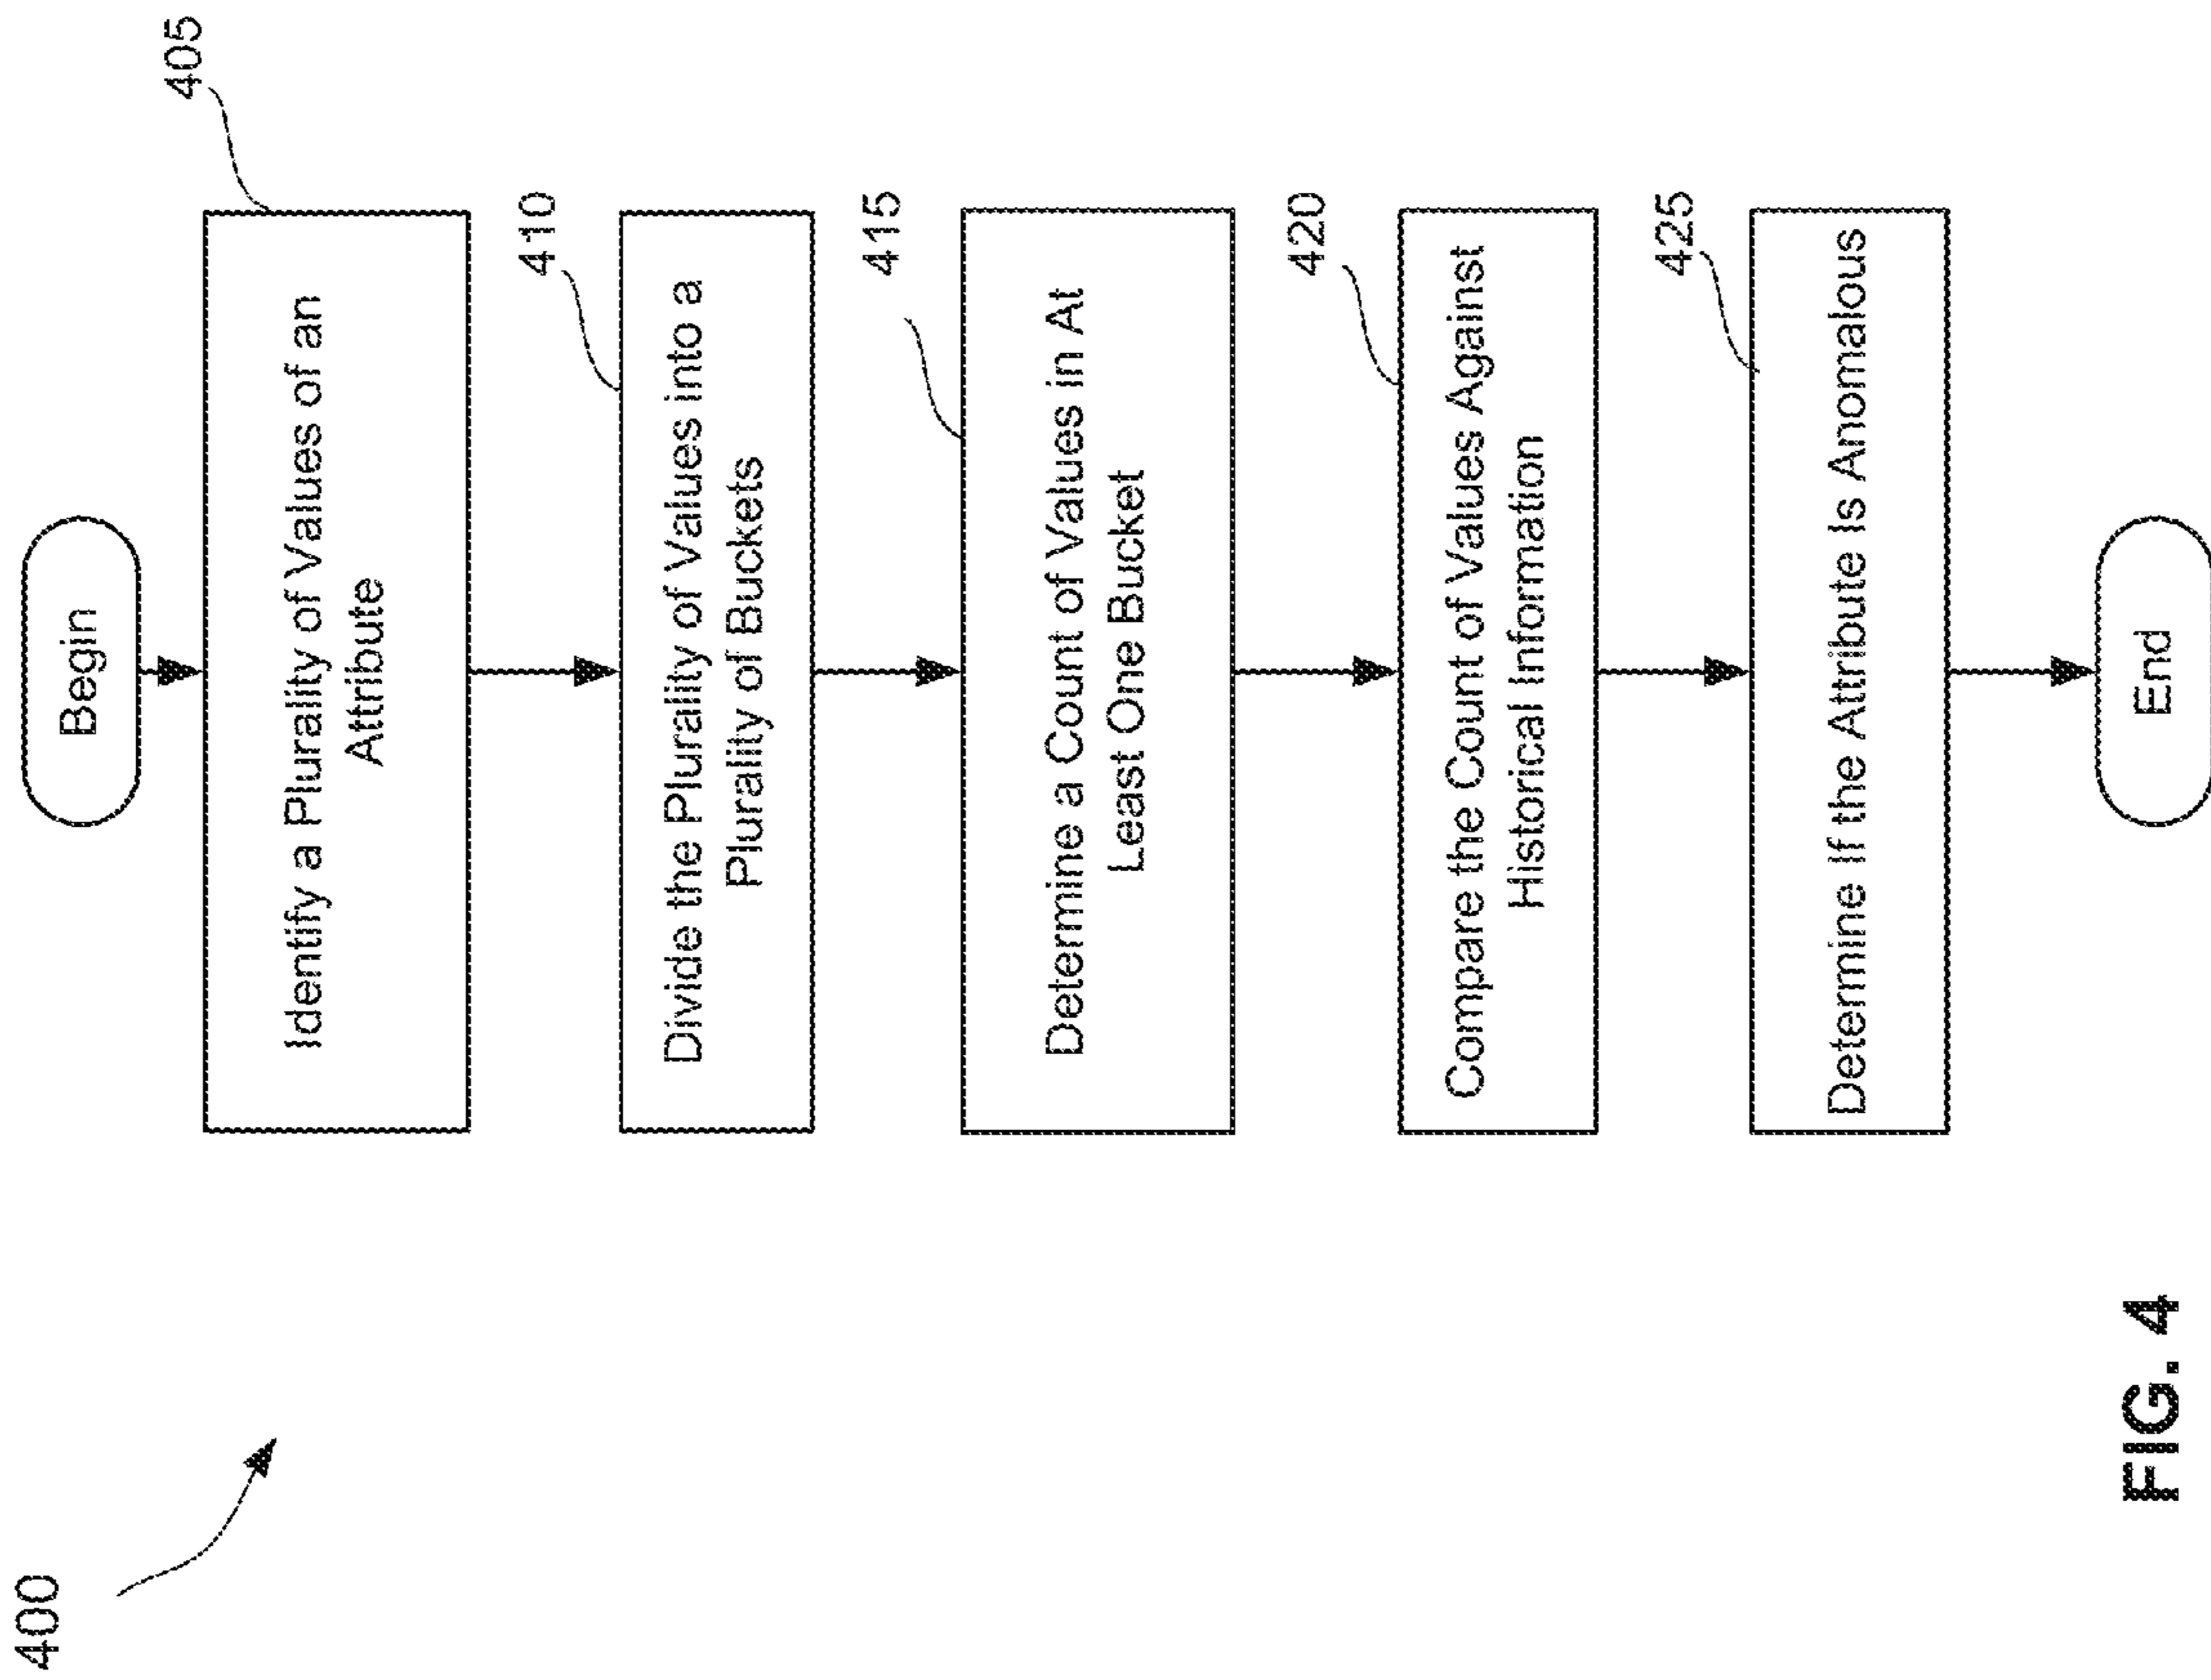 400
Begin
405
Identify a Plurality of Values of an
Attribute
410
Divide the Plurality of Values into a
Plurality of Buckets
415
Determine a Count of Values in At
Least One Bucket
420
Compare the Count of Values Against
Historical Information
425
Determine If the Attribute Is Anomalous
End
FIG. 4